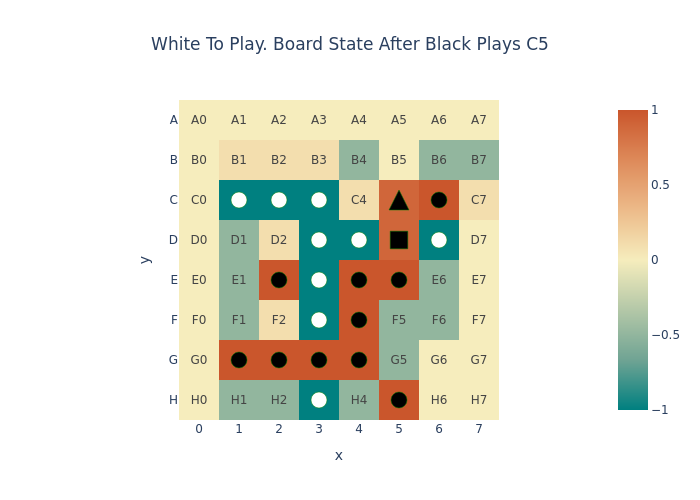 White To Play. Board State After Black Plays C5
A A0 A1 A2 A3 A4 A5 A6 A7
B B0 B1 B2 B3 B4 B5 B6 B7
C C0 C4 C7
D D0 D1 D2 D7
E E0 E1 E6 E7
F F0 F1 F2 F5 F6 F7
G G0 G5 G6 G7
H H0 H1 H2 H4 H6 H7
0 1 2 3 4 5 6 7
x
y
1
0.5
0
−0.5
−1